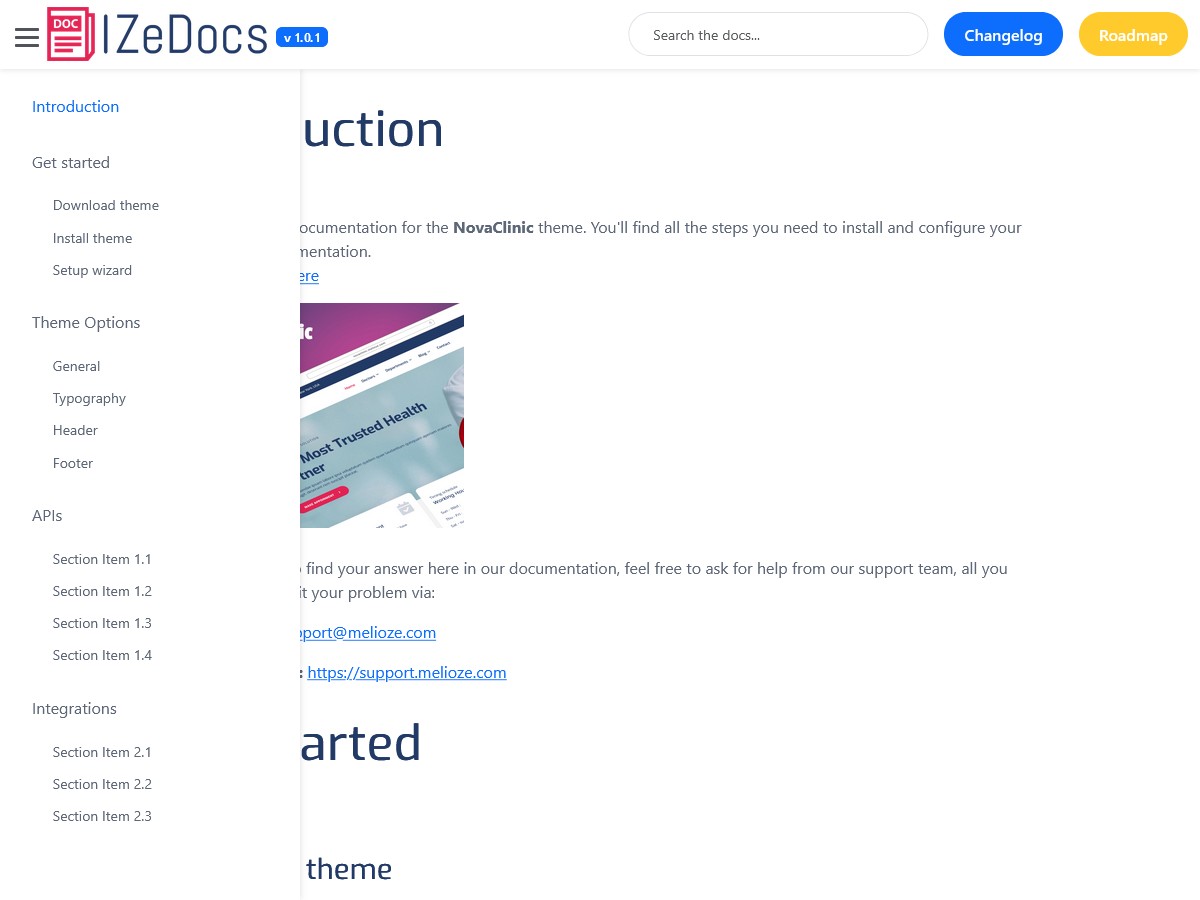 DOC IZeDocs v 1.0.1 Search the docs... Changelog Roadmap
Introduction
Get started
Download theme
Install theme
Setup wizard
Theme Options
General
Typography
Header
Footer
APIs
Section Item 1.1
Section Item 1.2
Section Item 1.3
Section Item 1.4
Integrations
Section Item 2.1
Section Item 2.2
Section Item 2.3
uction
ocumentation for the NovaClinic theme. You'll find all the steps you need to install and configure your
mentation.
ere
ic
Home Doctors Departments Blog Contact
Most Trusted Health
tner
Working Ho
o find your answer here in our documentation, feel free to ask for help from our support team, all you
it your problem via:
pport@melioze.com
: https://support.melioze.com
arted
theme